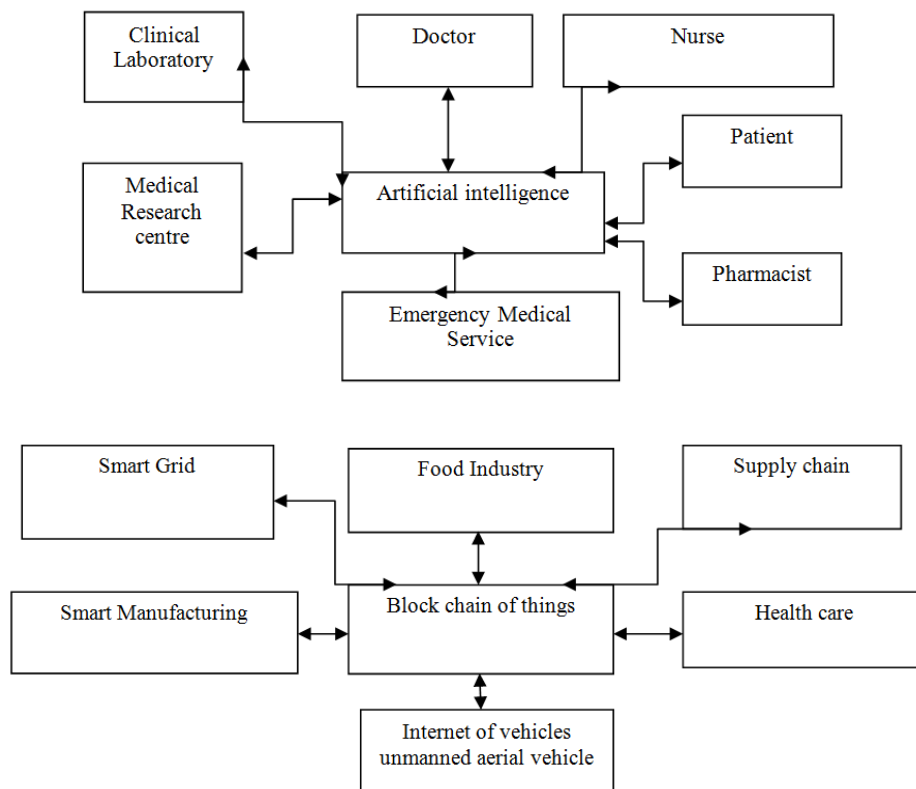 Clinical
Laboratory
Doctor
Nurse
Patient
Medical
Research
centre
Artificial intelligence
Pharmacist
Emergency Medical
Service
Smart Grid
Food Industry
Supply chain
Smart Manufacturing
Block chain of things
Health care
Internet of vehicles
unmanned aerial vehicle